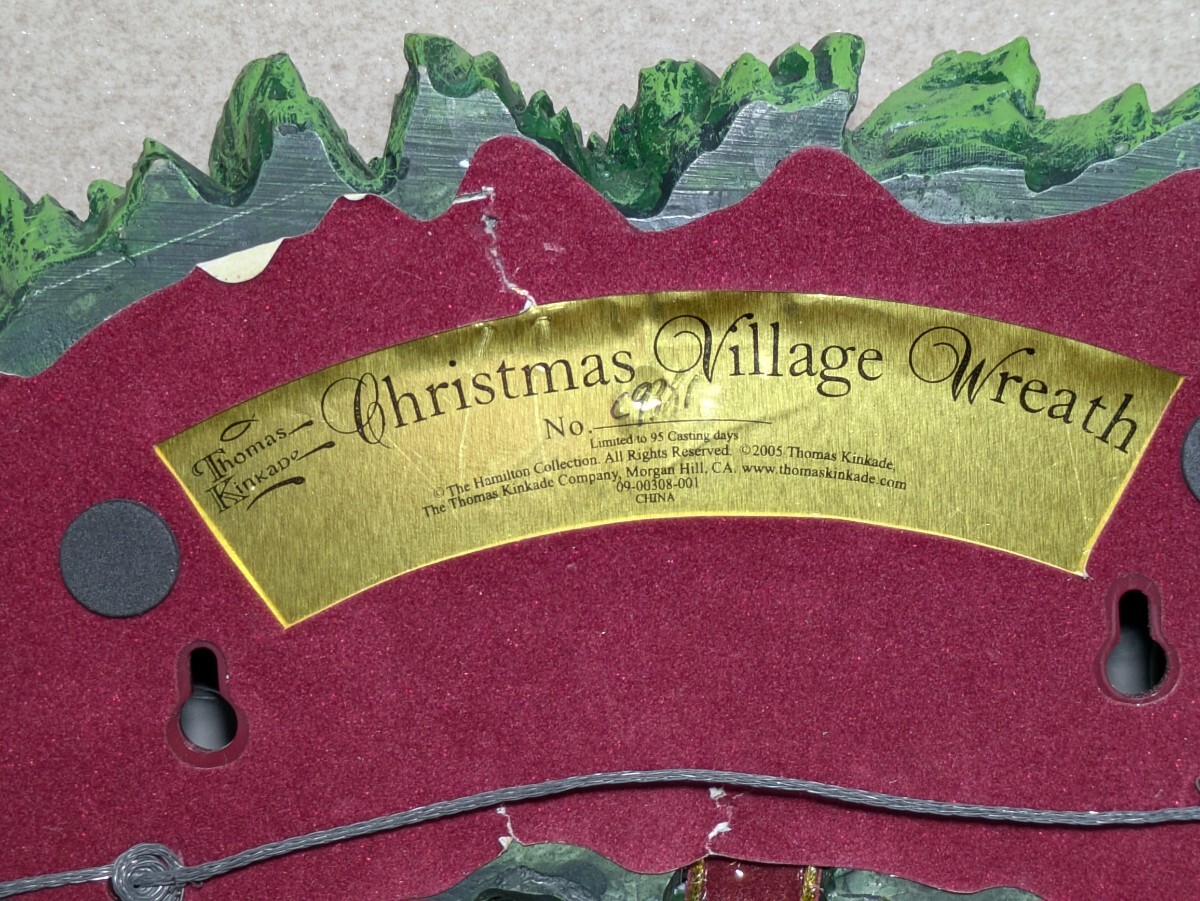 Thomas Kinkade
Christmas Village Wreath
No.
Limited to 95 Casting days
©The Hamilton Collection. All Rights Reserved. ©2005 Thomas Kinkade,
The Thomas Kinkade Company, Morgan Hill, CA. www.thomaskinkade.com
09-00308-001
CHINA